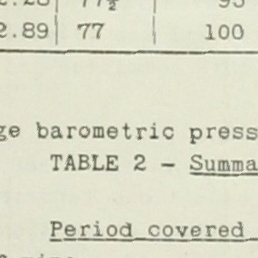 2.89 77 100
ge barometric press
TABLE 2 - Summa
Period covered